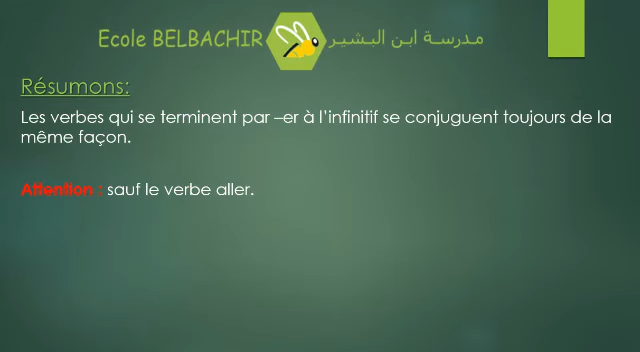 Ecole BELBACHIR مدرسة ابن البشير
Résumons:
Les verbes qui se terminent par –er à l'infinitif se conjuguent toujours de la
même façon.
Attention : sauf le verbe aller.